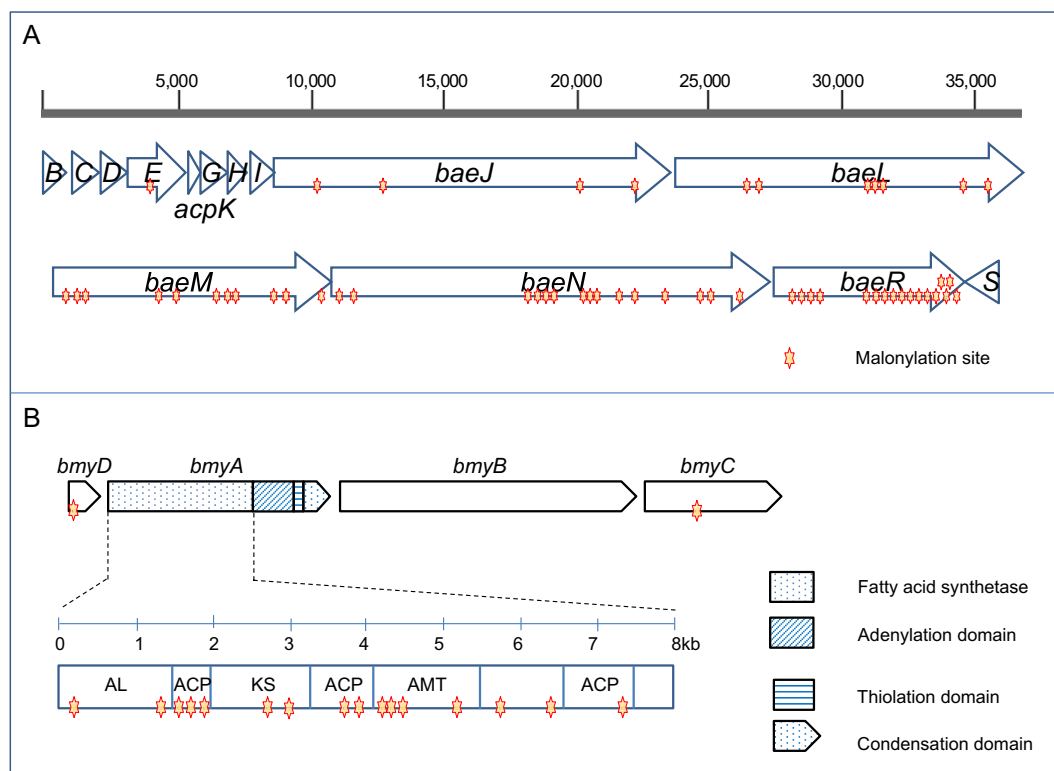 A
5,000 10,000 15,000 20,000 25,000 30,000 35,000
B C D E G H I baeJ baeL
acpK
baeM baeN baeR S
Malonylation site
B
bmyD bmyA bmyB bmyC
Fatty acid synthetase
0 1 2 3 4 5 6 7 8kb
Adenylation domain
AL ACP KS ACP AMT ACP
Thiolation domain
Condensation domain